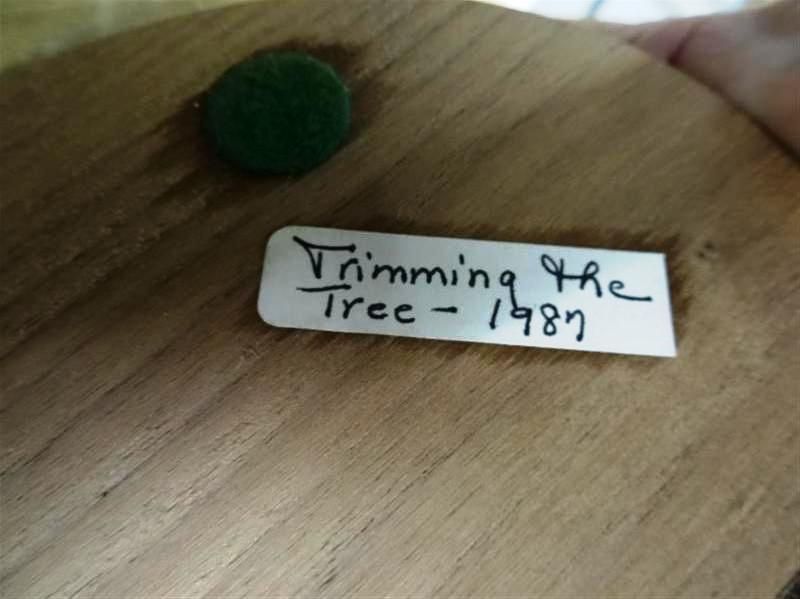 Trimming the
Tree - 1987